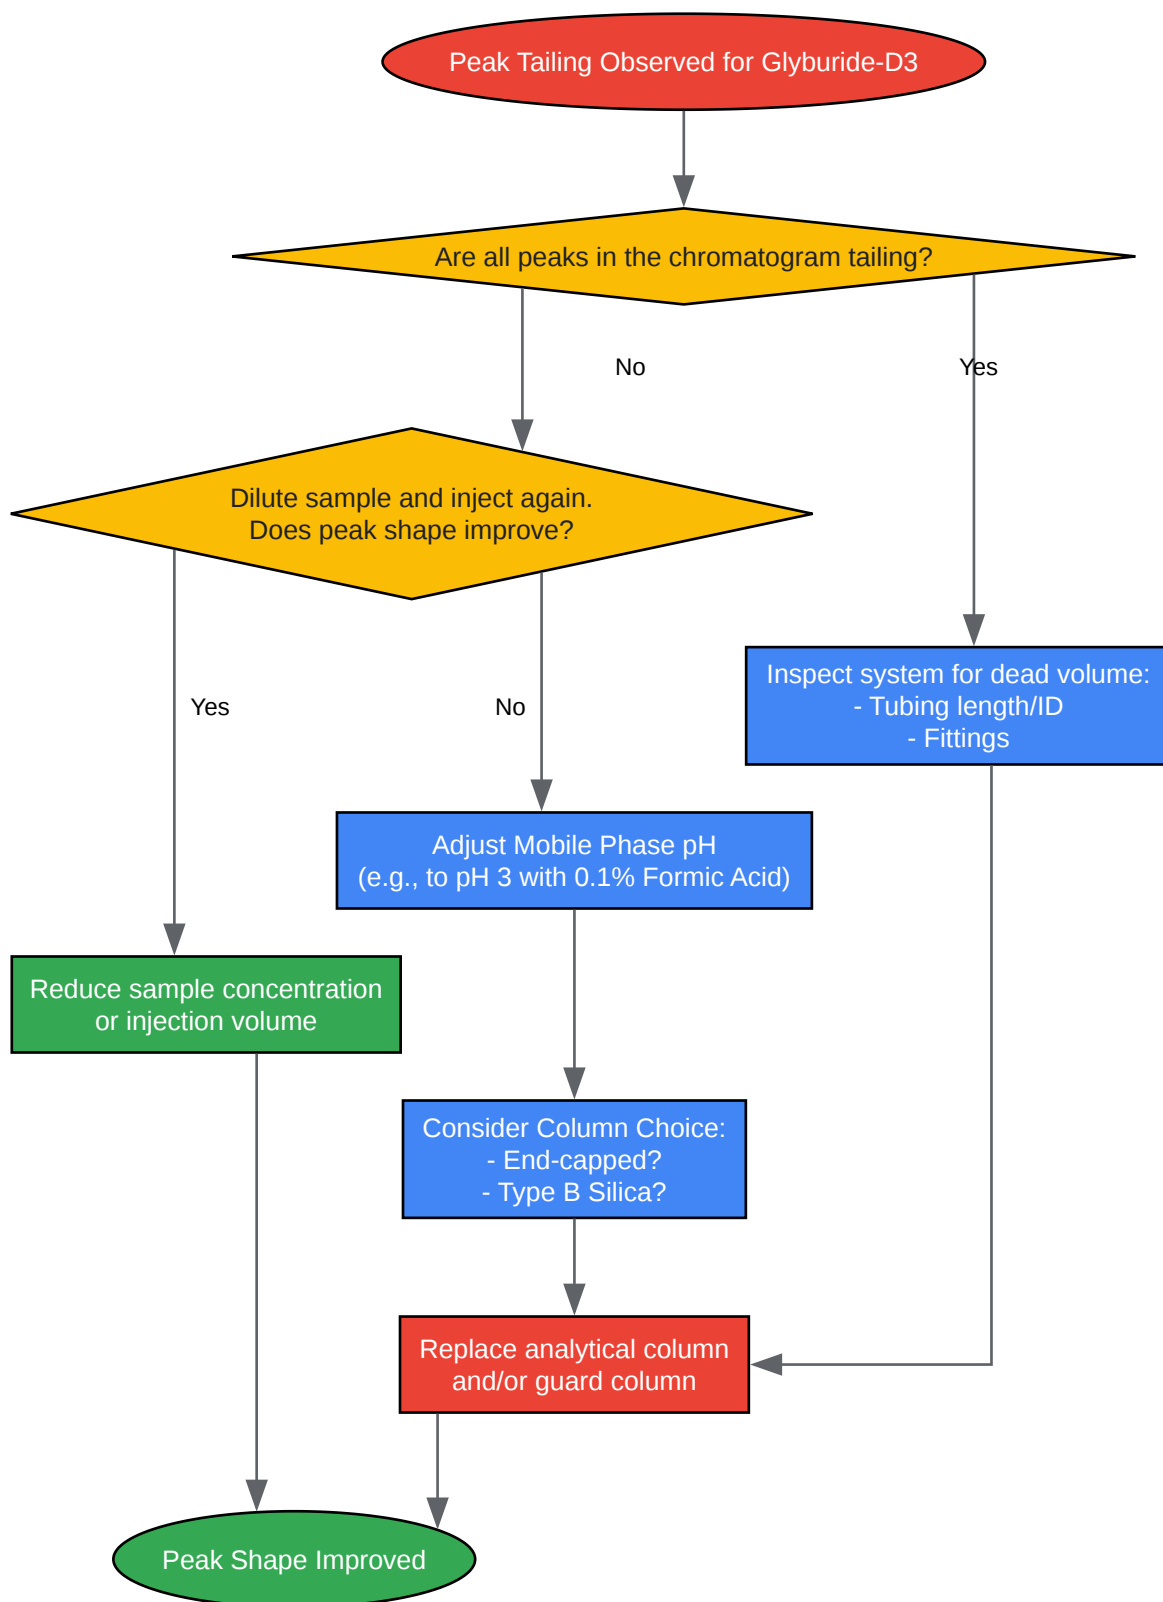 Peak Tailing Observed for Glyburide-D3
Are all peaks in the chromatogram tailing?
No
Yes
Dilute sample and inject again.
Does peak shape improve?
Inspect system for dead volume:
- Tubing length/ID
- Fittings
Yes
No
Adjust Mobile Phase pH
(e.g., to pH 3 with 0.1% Formic Acid)
Reduce sample concentration
or injection volume
Consider Column Choice:
- End-capped?
- Type B Silica?
Replace analytical column
and/or guard column
Peak Shape Improved